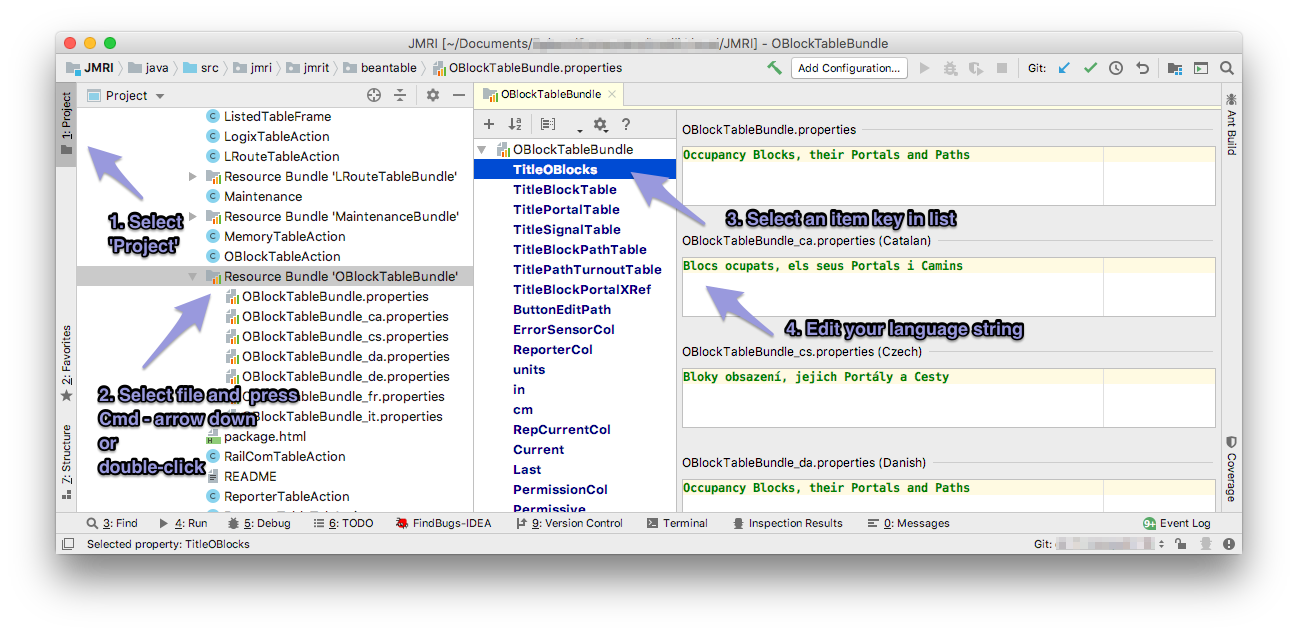 JMRI [~/Documents/ /JMRI] - OBlockTableBundle
JMRI java src jmri jmrit beantable OBlockTableBundle.properties
Add Configuration...
Git:
1: Project
2: Favorites
Z: Structure
Project
ListedTableFrame
LogixTableAction
LRouteTableAction
Resource Bundle 'LRouteTableBundle'
Maintenance
Resource Bundle 'MaintenanceBundle'
MemoryTableAction
OBlockTableAction
Resource Bundle 'OBlockTableBundle'
OBlockTableBundle.properties
OBlockTableBundle_ca.properties
OBlockTableBundle_cs.properties
OBlockTableBundle_da.properties
OBlockTableBundle_de.properties
OBlockTableBundle_fr.properties
OBlockTableBundle_it.properties
package.html
RailComTableAction
README
ReporterTableAction
1. Select
'Project'
2. Select file and press
Cmd - arrow down
or
double-click
OBlockTableBundle
?
OBlockTableBundle
TitleOBlocks
TitleBlockTable
TitlePortalTable
TitleSignalTable
TitleBlockPathTable
TitlePathTurnoutTable
TitleBlockPortalXRef
ButtonEditPath
ErrorSensorCol
ReporterCol
units
in
cm
RepCurrentCol
Current
Last
PermissionCol
Permissive
3. Select an item key in list
4. Edit your language string
OBlockTableBundle.properties
Occupancy Blocks, their Portals and Paths
OBlockTableBundle_ca.properties (Catalan)
Blocs ocupats, els seus Portals i Camins
OBlockTableBundle_cs.properties (Czech)
Bloky obsazení, jejich Portály a Cesty
OBlockTableBundle_da.properties (Danish)
Occupancy Blocks, their Portals and Paths
Ant Build
Coverage
3: Find 4: Run 5: Debug 6: TODO FindBugs-IDEA 9: Version Control Terminal Inspection Results 0: Messages 9+ Event Log
Selected property: TitleOBlocks
Git: